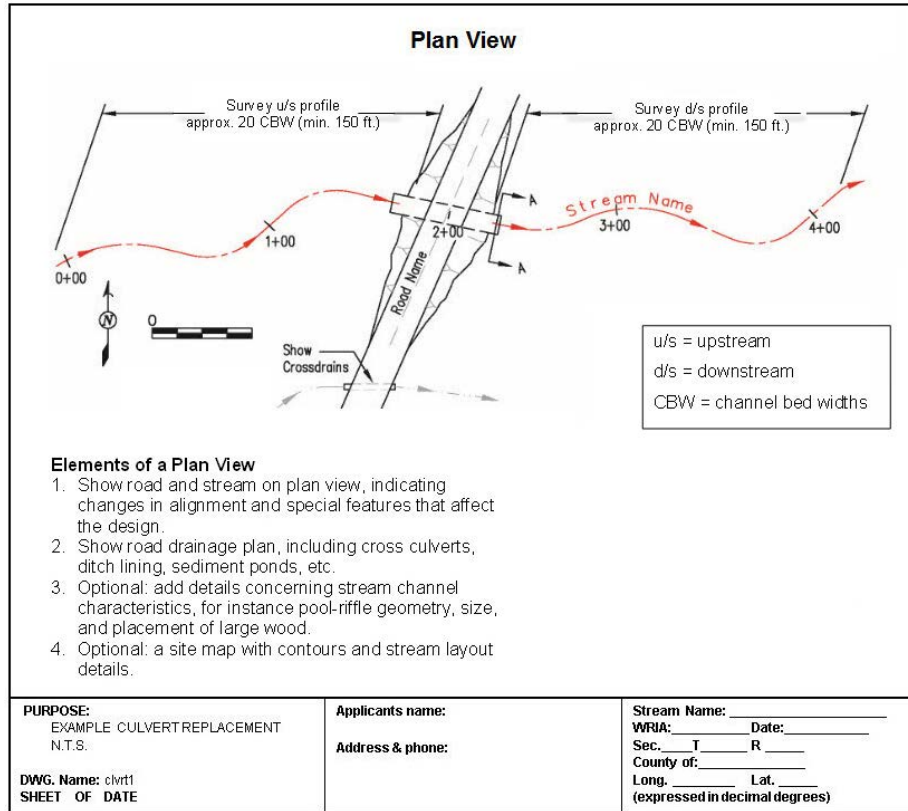 Plan View
Survey u/s profile
approx. 20 CBW (min. 150 ft.)
Survey d/s profile
approx. 20 CBW (min. 150 ft.)
A
Stream Name
1+00
2+00
3+00
4+00
0+00
A
Road Name
N
0
Show
Crossdrains
u/s = upstream
d/s = downstream
CBW = channel bed widths
Elements of a Plan View
1. Show road and stream on plan view, indicating
changes in alignment and special features that affect
the design.
2. Show road drainage plan, including cross culverts,
ditch lining, sediment ponds, etc.
3. Optional: add details concerning stream channel
characteristics, for instance pool-riffle geometry, size,
and placement of large wood.
4. Optional: a site map with contours and stream layout
details.
PURPOSE:
EXAMPLE CULVERT REPLACEMENT
N.T.S.
DWG. Name: clvrt1
SHEET OF DATE
Applicants name:
Address & phone:
Stream Name: ____________________
WRIA:__________ Date:__________
Sec.____T______ R _____
County of:______________
Long. _________ Lat. _______
(expressed in decimal degrees)